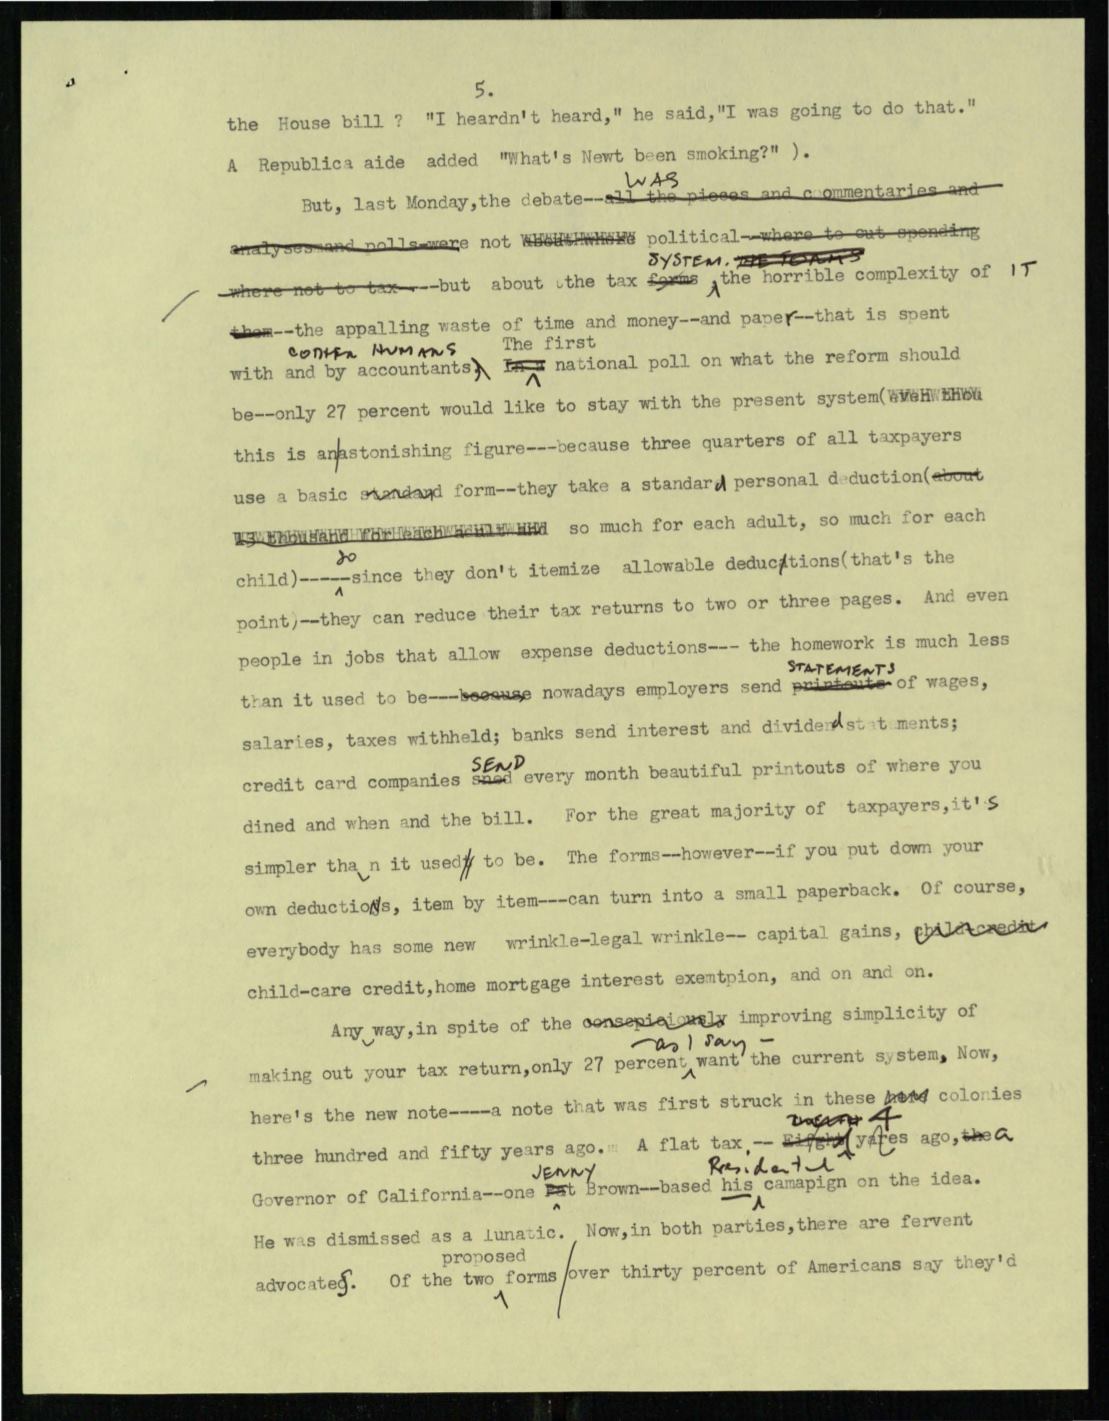 5.
the House bill ? "I heardn't heard," he said,"I was going to do that."
A Republica aide added "What's Newt been smoking?" ).
WAS
But, last Monday,the debate--all the pieces and commentaries and
analyses and polls-were not political--where to cut spending
SYSTEM. THE FORMS
where not to tax ----but about the tax forms ,the horrible complexity of IT
them--the appalling waste of time and money--and paper--that is spent
(OTHER HUMANS The first
with and by accountants) In a national poll on what the reform should
be--only 27 percent would like to stay with the present system(
this is an astonishing figure---because three quarters of all taxpayers
use a basic standard form--they take a standard personal deduction(about
13 thousand for each adult and so much for each adult, so much for each
so
child)-----since they don't itemize allowable deductions(that's the
point)--they can reduce their tax returns to two or three pages. And even
people in jobs that allow expense deductions--- the homework is much less
STATEMENTS
than it used to be---because nowadays employers send printouts of wages,
salaries, taxes withheld; banks send interest and dividend statments;
SEND
credit card companies sned every month beautiful printouts of where you
dined and when and the bill. For the great majority of taxpayers,it's
simpler tha n it used to be. The forms--however--if you put down your
own deductions, item by item---can turn into a small paperback. Of course,
everybody has some new wrinkle-legal wrinkle-- capital gains, child-credit
child-care credit,home mortgage interest exemtpion, and on and on.
Any way,in spite of the improving simplicity of
- as I say -
making out your tax return,only 27 percent want the current system, Now,
here's the new note----a note that was first struck in these colonies
4
three hundred and fifty years ago. A flat tax,-- yares ago,the a
JENNY Presidential
Governor of California--one Pat Brown--based his camapign on the idea.
He was dismissed as a lunatic. Now,in both parties,there are fervent
proposed
advocates. Of the two forms/over thirty percent of Americans say they'd